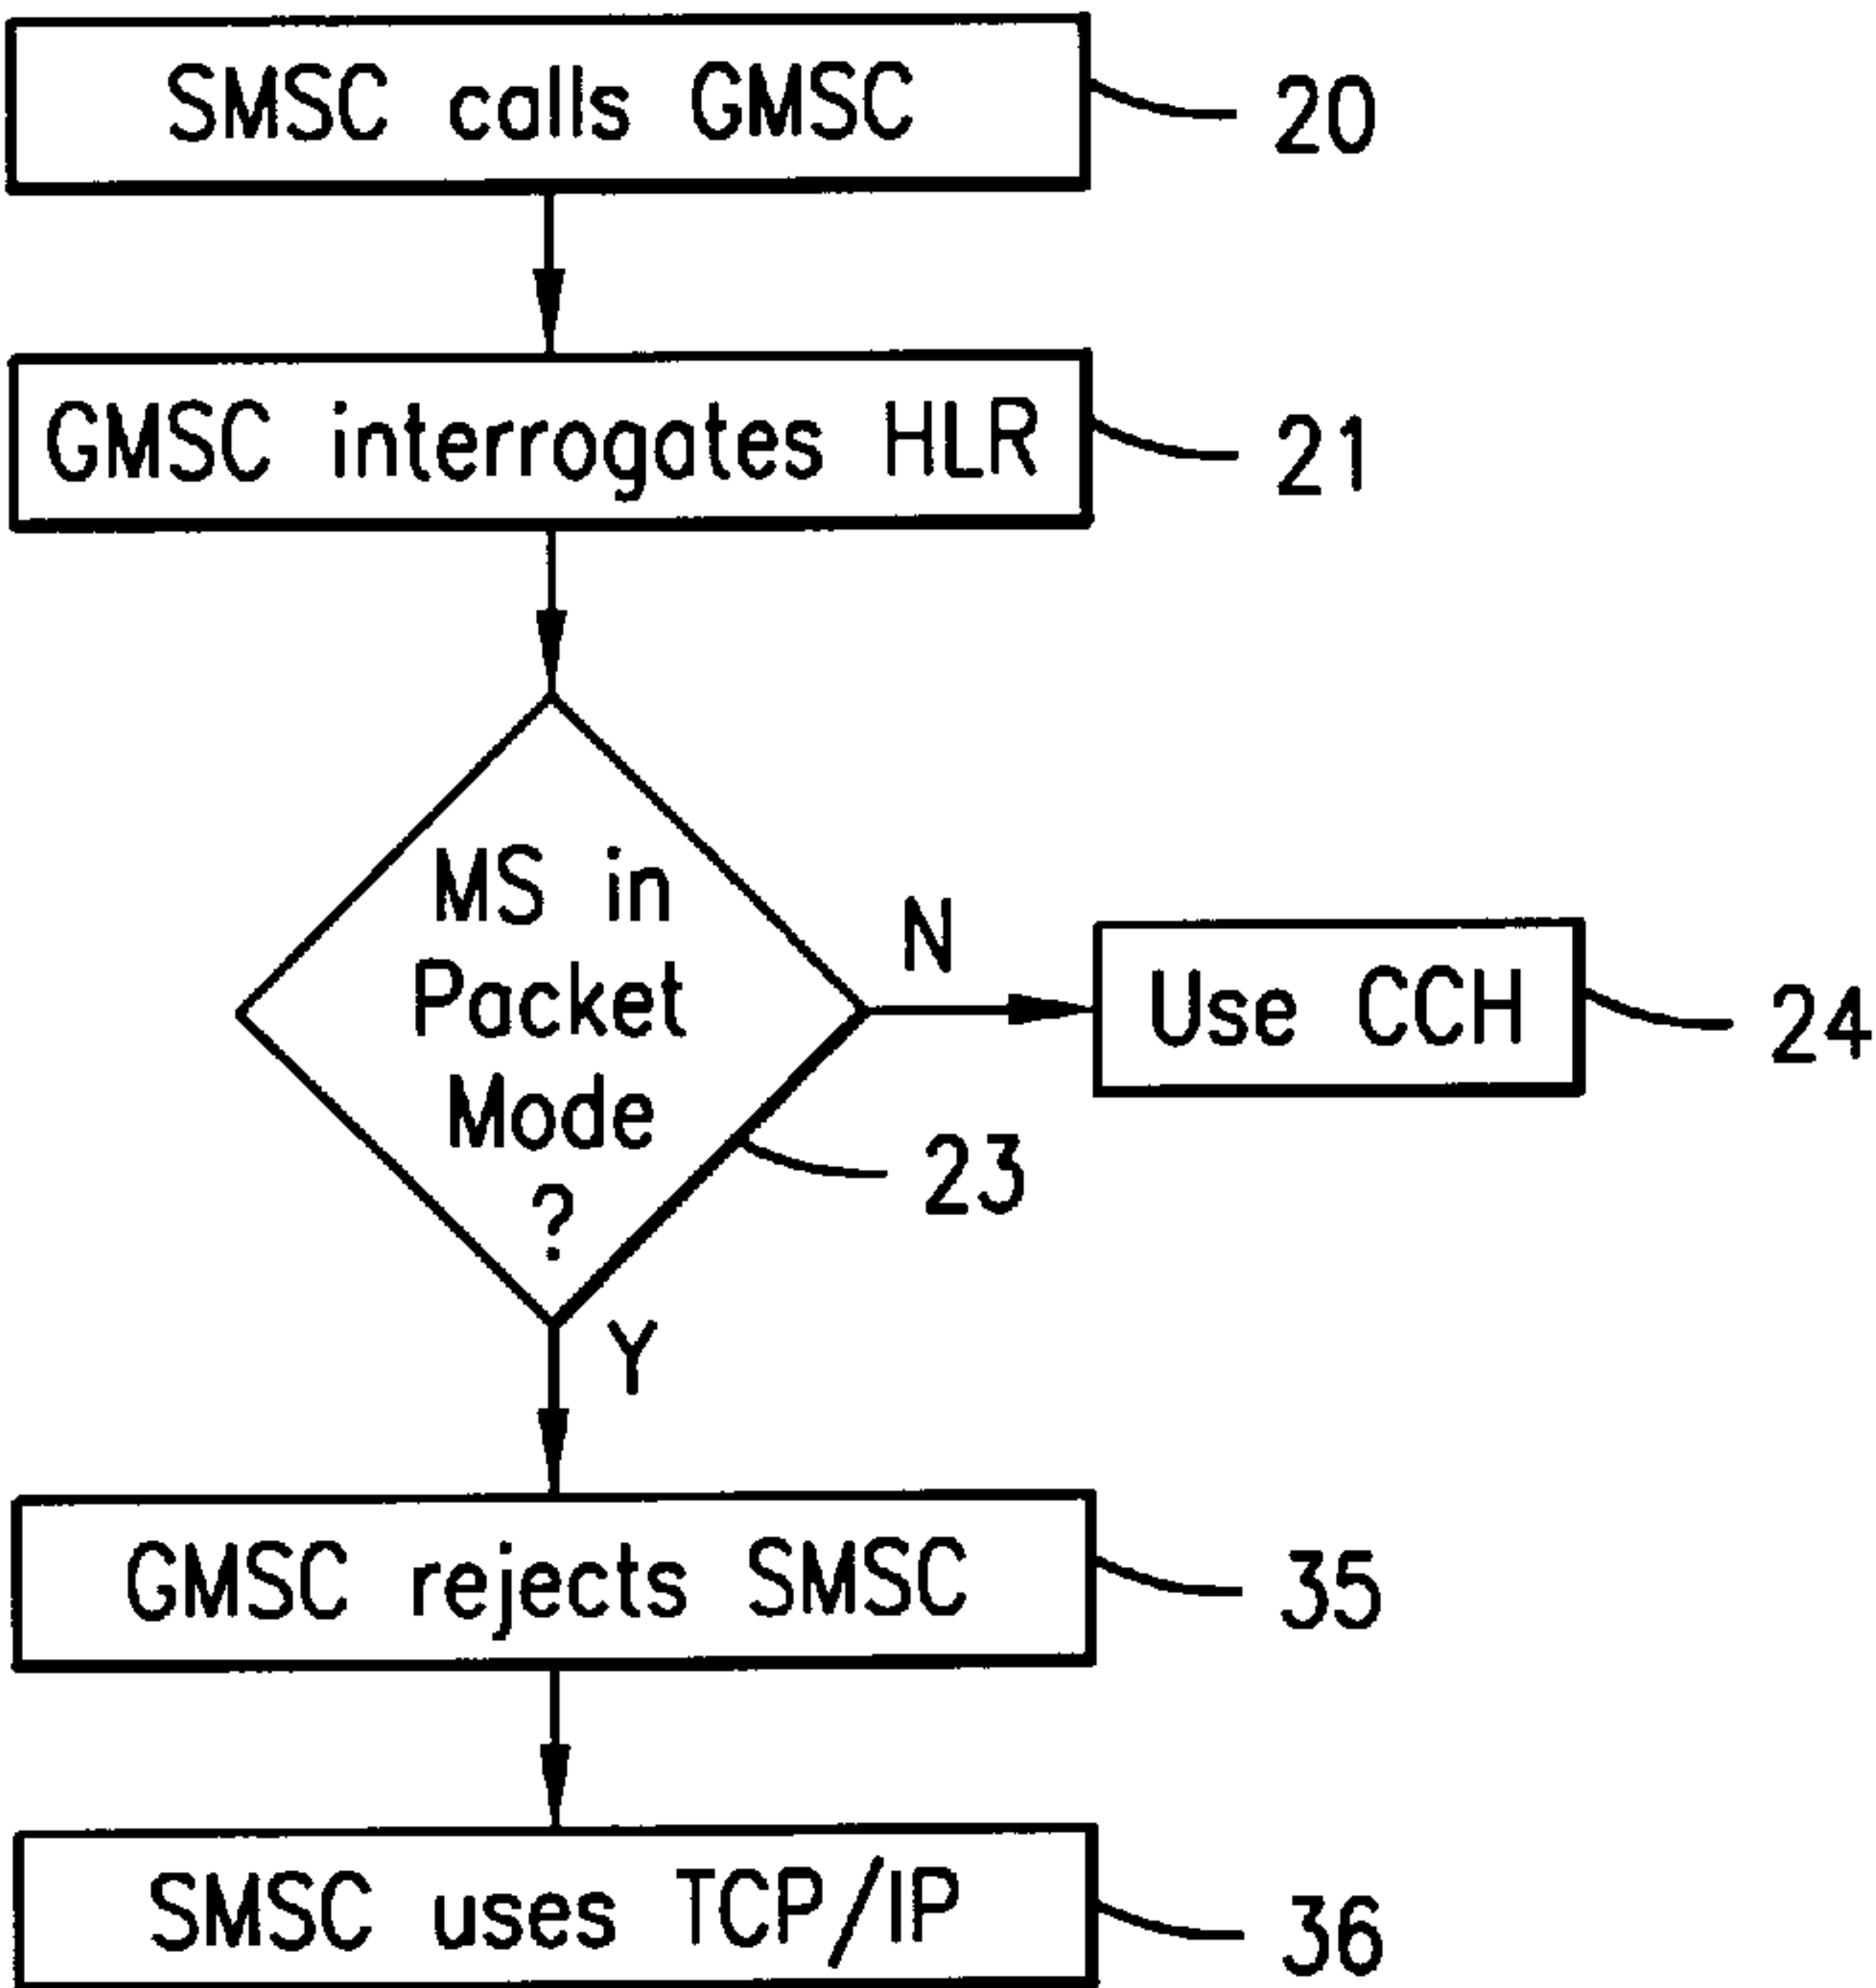 SMSC calls GMSC
20
GMSC interrogates HLR
21
MS in
Packet
Mode
?
N
Use CCH
24
23
Y
GMSC rejects SMSC
35
SMSC uses TCP/IP
36